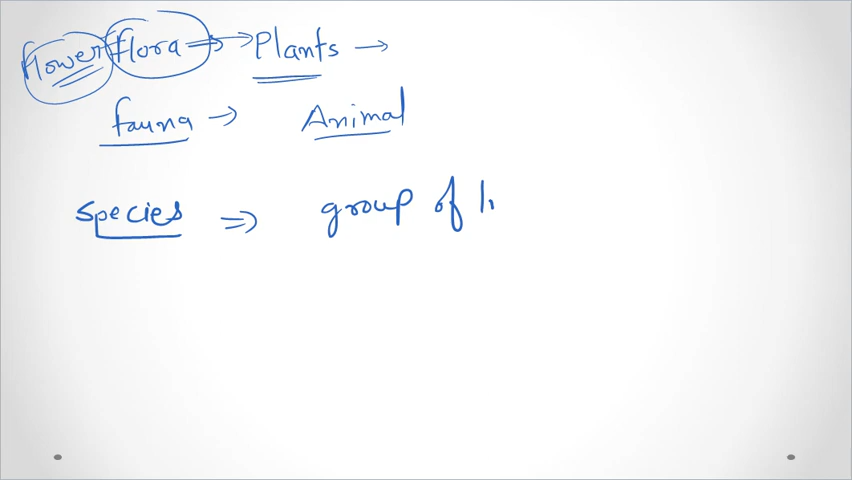 flower flora ⇒→ Plants →
fauna → Animal
species ⇒ group of